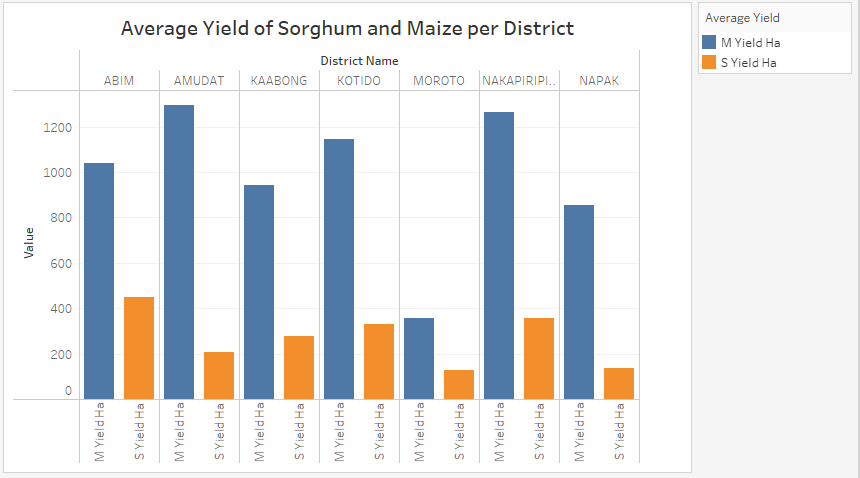 Average Yield of Sorghum and Maize per District
District Name
ABIM AMUDAT KAABONG KOTIDO MOROTO NAKAPIRIPI.. NAPAK
1200
1000
800
600
400
200
0
Value
M Yield Ha S Yield Ha M Yield Ha S Yield Ha M Yield Ha S Yield Ha M Yield Ha S Yield Ha M Yield Ha S Yield Ha M Yield Ha S Yield Ha M Yield Ha S Yield Ha
Average Yield
M Yield Ha
S Yield Ha